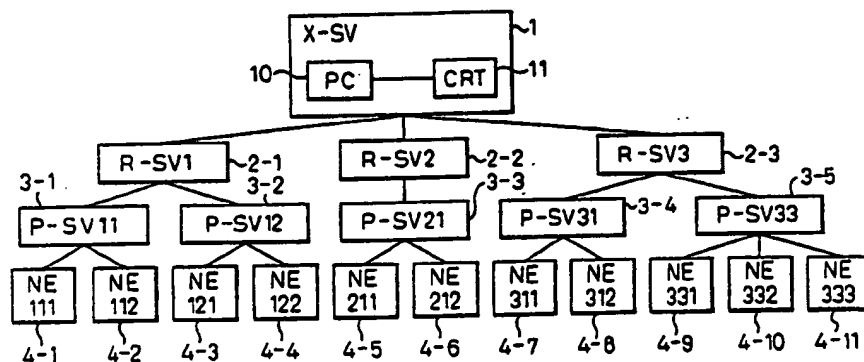 X-SV 1
10 PC CRT 11
R-SV1 2-1 R-SV2 2-2 R-SV3 2-3
3-1 3-2 3-3 3-4 3-5
P-SV11 P-SV12 P-SV21 P-SV31 P-SV33
NE 111 NE 112 NE 121 NE 122 NE 211 NE 212 NE 311 NE 312 NE 331 NE 332 NE 333
4-1 4-2 4-3 4-4 4-5 4-6 4-7 4-8 4-9 4-10 4-11